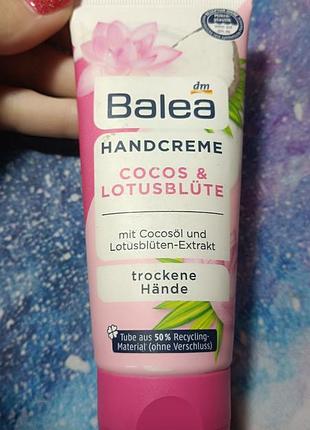 dm
Balea
HANDCREME
COCOS &
LOTUSBLÜTE
mit Cocosöl und
Lotusblüten-Extrakt
trockene
Hände
Tube aus 50% Recycling-
Material (ohne Verschluss)